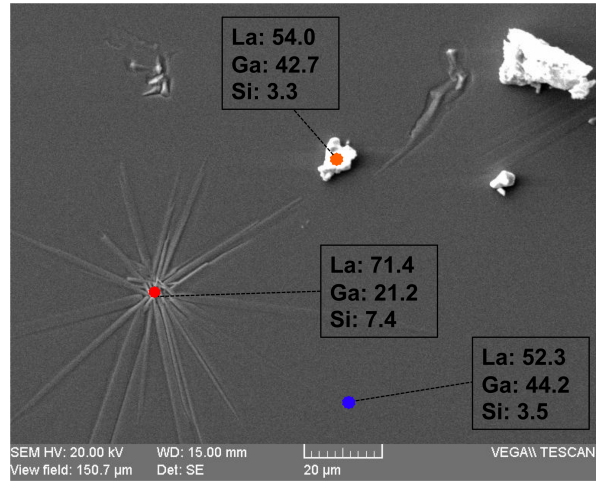 La: 54.0
Ga: 42.7
Si: 3.3
La: 71.4
Ga: 21.2
Si: 7.4
La: 52.3
Ga: 44.2
Si: 3.5
SEM HV: 20.00 kV WD: 15.00 mm VEGA\\ TESCAN
View field: 150.7 µm Det: SE 20 µm